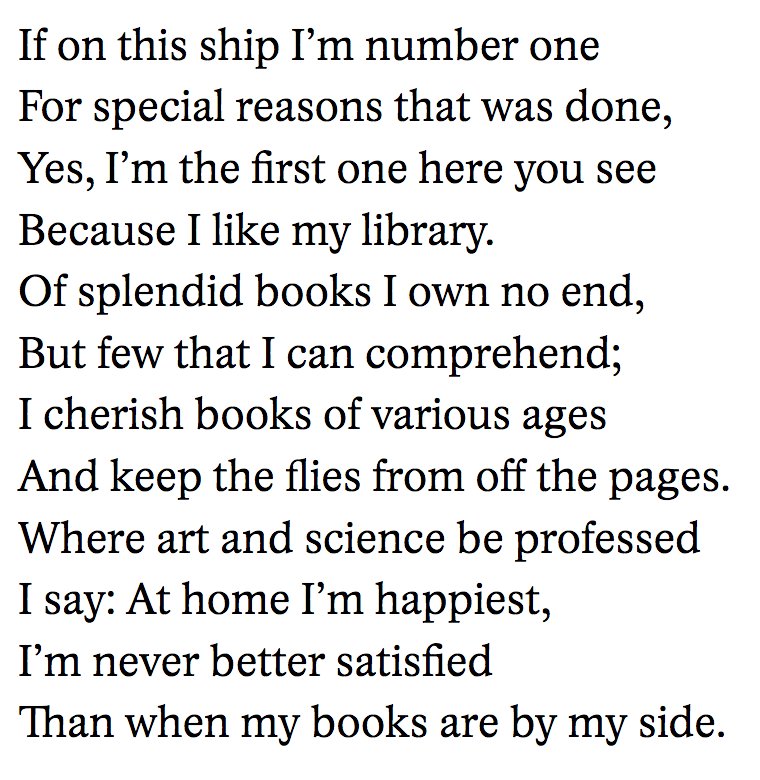 If on this ship I’m number one
For special reasons that was done,
Yes, I’m the first one here you see
Because I like my library.
Of splendid books I own no end,
But few that I can comprehend;
I cherish books of various ages
And keep the flies from off the pages.
Where art and science be professed
I say: At home I’m happiest,
I’m never better satisfied
Than when my books are by my side.